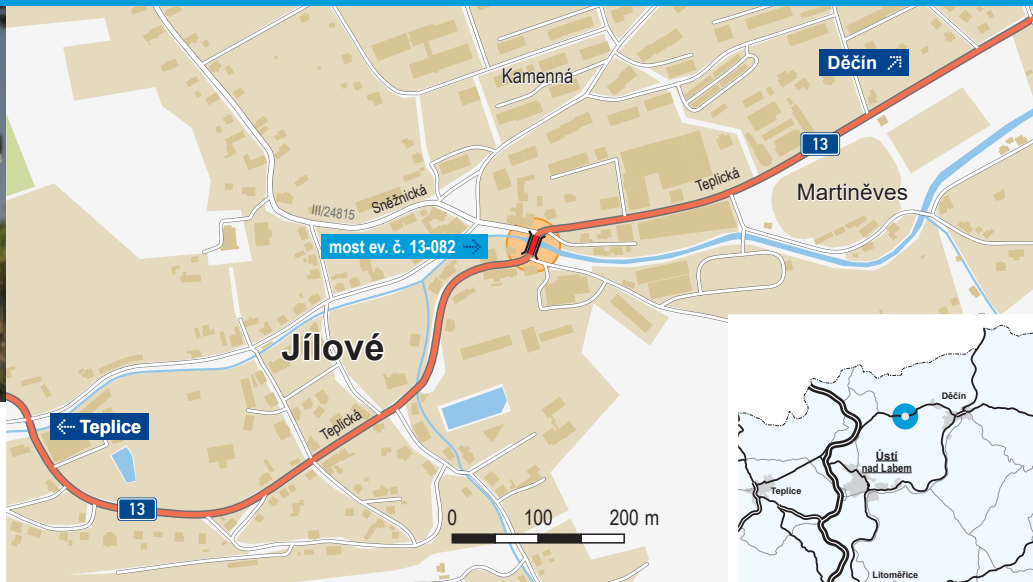 Děčín
Kamenná
13
Teplická
Martiněves
Sněžnická
III/24815
most ev. č. 13-082
Jílové
Teplická
Teplice
13
0 100 200 m
Děčín
Ústí
nad Labem
Teplice
Litoměřice